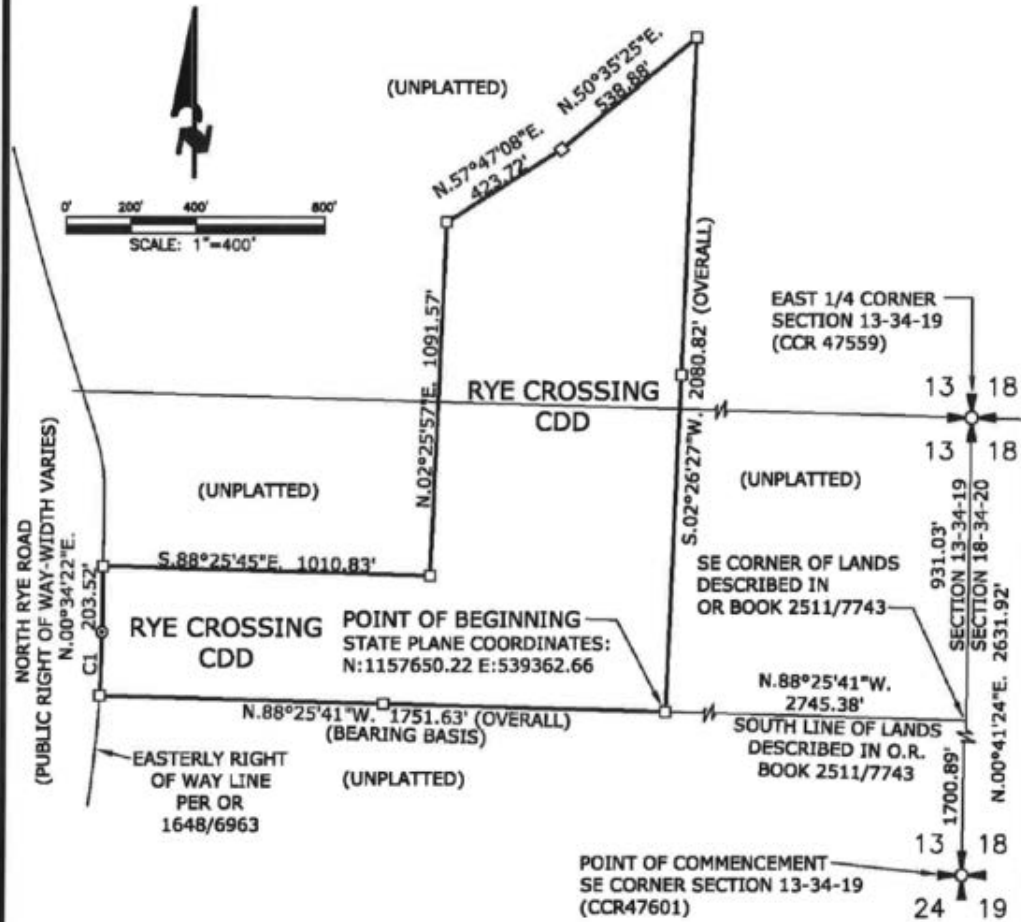 N.50°35'25"E.
538.88'
(UNPLATTED)
N.57°47'08"E.
423.72'
0' 200' 400' 800'
SCALE: 1"=400'
N.02°25'57"E. 1091.57'
S.02°26'27"W. 2080.82' (OVERALL)
EAST 1/4 CORNER
SECTION 13-34-19
(CCR 47559)
13 18
13 18
RYE CROSSING
CDD
(UNPLATTED)
(UNPLATTED)
NORTH RYE ROAD
(PUBLIC RIGHT OF WAY-WIDTH VARIES)
N.00°34'22"E.
203.52'
C1
S.88°25'45"E. 1010.83'
SE CORNER OF LANDS
DESCRIBED IN
OR BOOK 2511/7743
931.03'
SECTION 13-34-19
SECTION 18-34-20
N.00°41'24"E. 2631.92'
RYE CROSSING
CDD
POINT OF BEGINNING
STATE PLANE COORDINATES:
N:1157650.22 E:539362.66
N.88°25'41"W.
2745.38'
SOUTH LINE OF LANDS
DESCRIBED IN O.R.
BOOK 2511/7743
1700.89'
N.88°25'41"W. 1751.63' (OVERALL)
(BEARING BASIS)
(UNPLATTED)
EASTERLY RIGHT
OF WAY LINE
PER OR
1648/6963
13 18
POINT OF COMMENCEMENT
SE CORNER SECTION 13-34-19
(CCR47601)
24 19